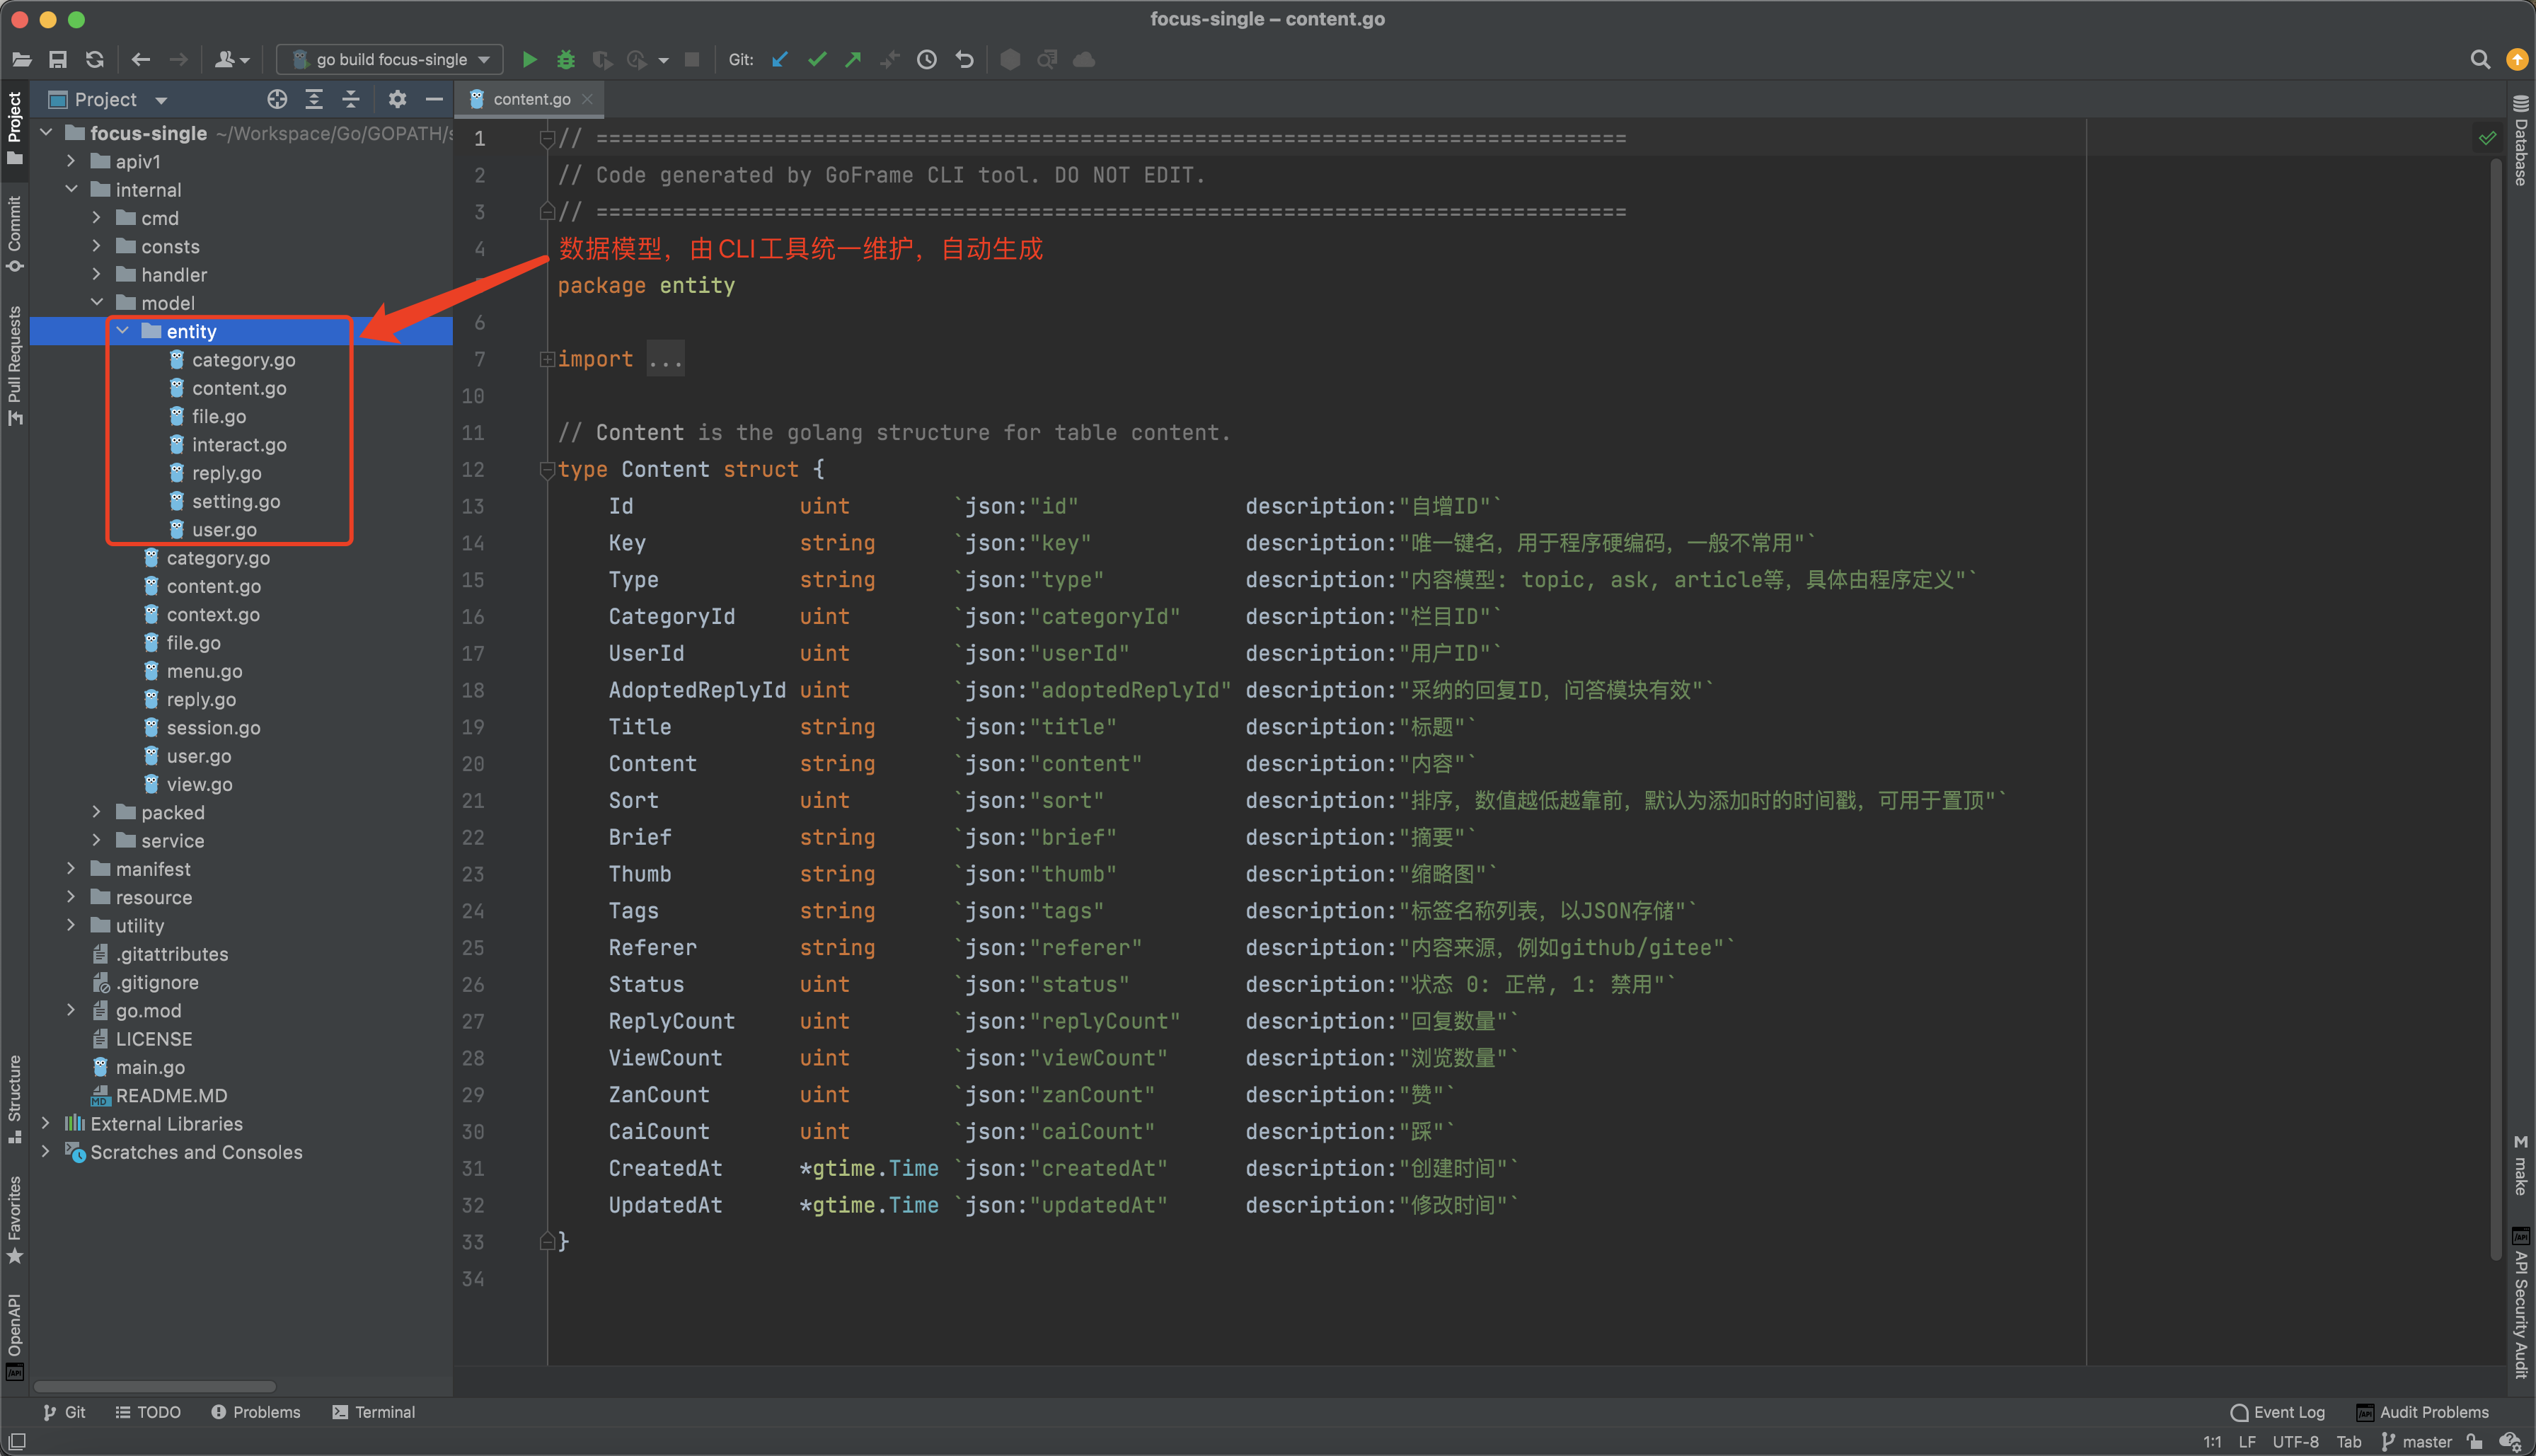 focus-single – content.go
go build focus-single
Git:
Project
content.go
Project
Commit
Pull Requests
Structure
Favorites
OpenAPI
focus-single ~/Workspace/Go/GOPATH/s
apiv1
internal
cmd
consts
handler
model
entity
category.go
content.go
file.go
interact.go
reply.go
setting.go
user.go
category.go
content.go
context.go
file.go
menu.go
reply.go
session.go
user.go
view.go
packed
service
manifest
resource
utility
.gitattributes
.gitignore
go.mod
LICENSE
main.go
README.MD
External Libraries
Scratches and Consoles
1 // =================================================================================
2 // Code generated by GoFrame CLI tool. DO NOT EDIT.
3 // =================================================================================
4 数据模型，由CLI工具统一维护，自动生成
package entity
6
7 import ...
10
11 // Content is the golang structure for table content.
12 type Content struct {
13 Id uint `json:"id" description:"自增ID"`
14 Key string `json:"key" description:"唯一键名，用于程序硬编码，一般不常用"`
15 Type string `json:"type" description:"内容模型: topic, ask, article等，具体由程序定义"`
16 CategoryId uint `json:"categoryId" description:"栏目ID"`
17 UserId uint `json:"userId" description:"用户ID"`
18 AdoptedReplyId uint `json:"adoptedReplyId" description:"采纳的回复ID，问答模块有效"`
19 Title string `json:"title" description:"标题"`
20 Content string `json:"content" description:"内容"`
21 Sort uint `json:"sort" description:"排序，数值越低越靠前，默认为添加时的时间戳，可用于置顶"`
22 Brief string `json:"brief" description:"摘要"`
23 Thumb string `json:"thumb" description:"缩略图"`
24 Tags string `json:"tags" description:"标签名称列表，以JSON存储"`
25 Referer string `json:"referer" description:"内容来源，例如github/gitee"`
26 Status uint `json:"status" description:"状态 0: 正常, 1: 禁用"`
27 ReplyCount uint `json:"replyCount" description:"回复数量"`
28 ViewCount uint `json:"viewCount" description:"浏览数量"`
29 ZanCount uint `json:"zanCount" description:"赞"`
30 CaiCount uint `json:"caiCount" description:"踩"`
31 CreatedAt *gtime.Time `json:"createdAt" description:"创建时间"`
32 UpdatedAt *gtime.Time `json:"updatedAt" description:"修改时间"`
33 }
34
Database
make
API Security Audit
Git TODO Problems Terminal
Event Log Audit Problems
1:1 LF UTF-8 Tab master